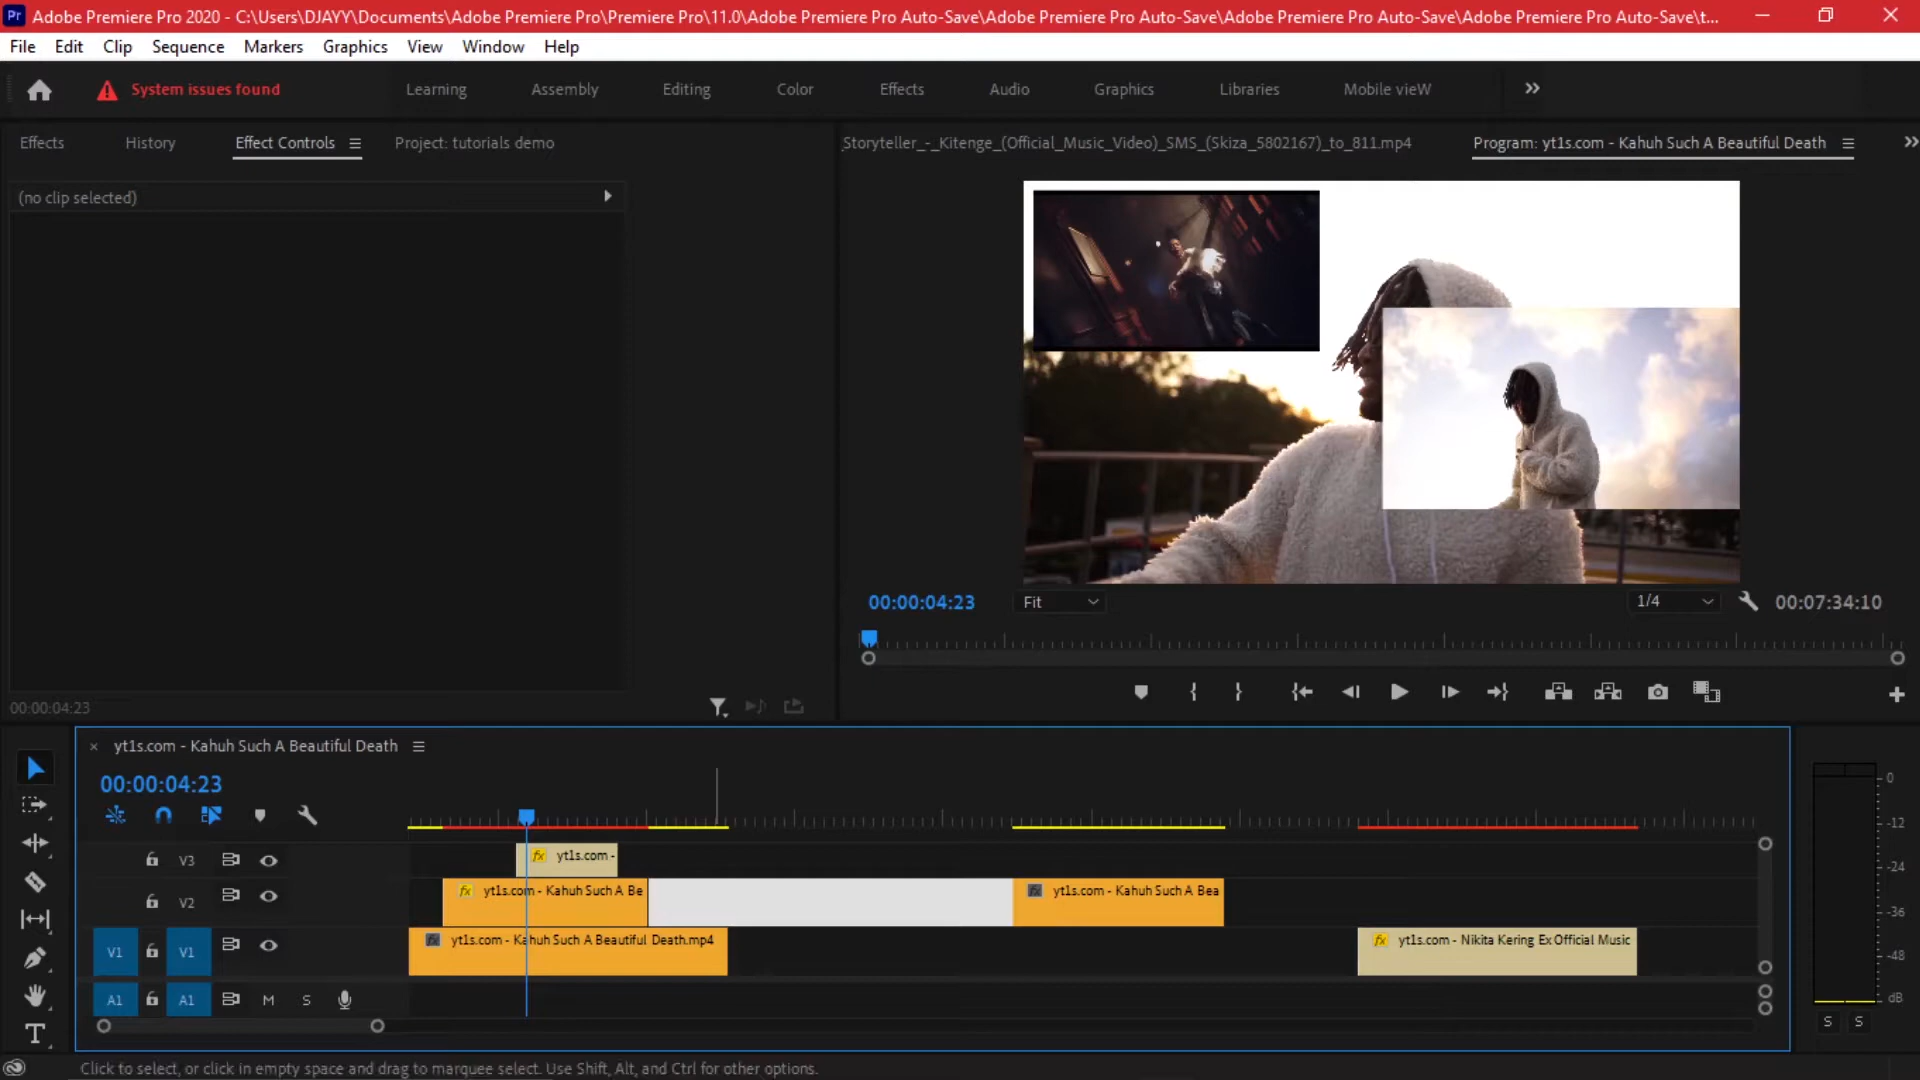 Pr Adobe Premiere Pro 2020 - C:\Users\DJAYY\Documents\Adobe Premiere Pro\Premiere Pro\11.0\Adobe Premiere Pro Auto-Save\Adobe Premiere Pro Auto-Save\Adobe Premiere Pro Auto-Save\Adobe Premiere Pro Auto-Save\t...
File Edit Clip Sequence Markers Graphics View Window Help
System issues found Learning Assembly Editing Color Effects Audio Graphics Libraries Mobile vieW
Effects History Effect Controls Project: tutorials demo Storyteller_-_Kitenge_(Official_Music_Video)_SMS_(Skiza_5802167)_to_811.mp4 Program: yt1s.com - Kahuh Such A Beautiful Death
(no clip selected)
00:00:04:23 Fit 1/4 00:07:34:10
00:00:04:23
yt1s.com - Kahuh Such A Beautiful Death
00:00:04:23
V3 fx yt1s.com -
V2 fx yt1s.com - Kahuh Such A Be fx yt1s.com - Kahuh Such A Bea
V1 V1 fx yt1s.com - Kahuh Such A Beautiful Death.mp4 fx yt1s.com - Nikita Kering Ex Official Music
A1 A1 M S
0
-12
-24
-36
-48
dB
S S
T
Click to select, or click in empty space and drag to marquee select. Use Shift, Alt, and Ctrl for other options.